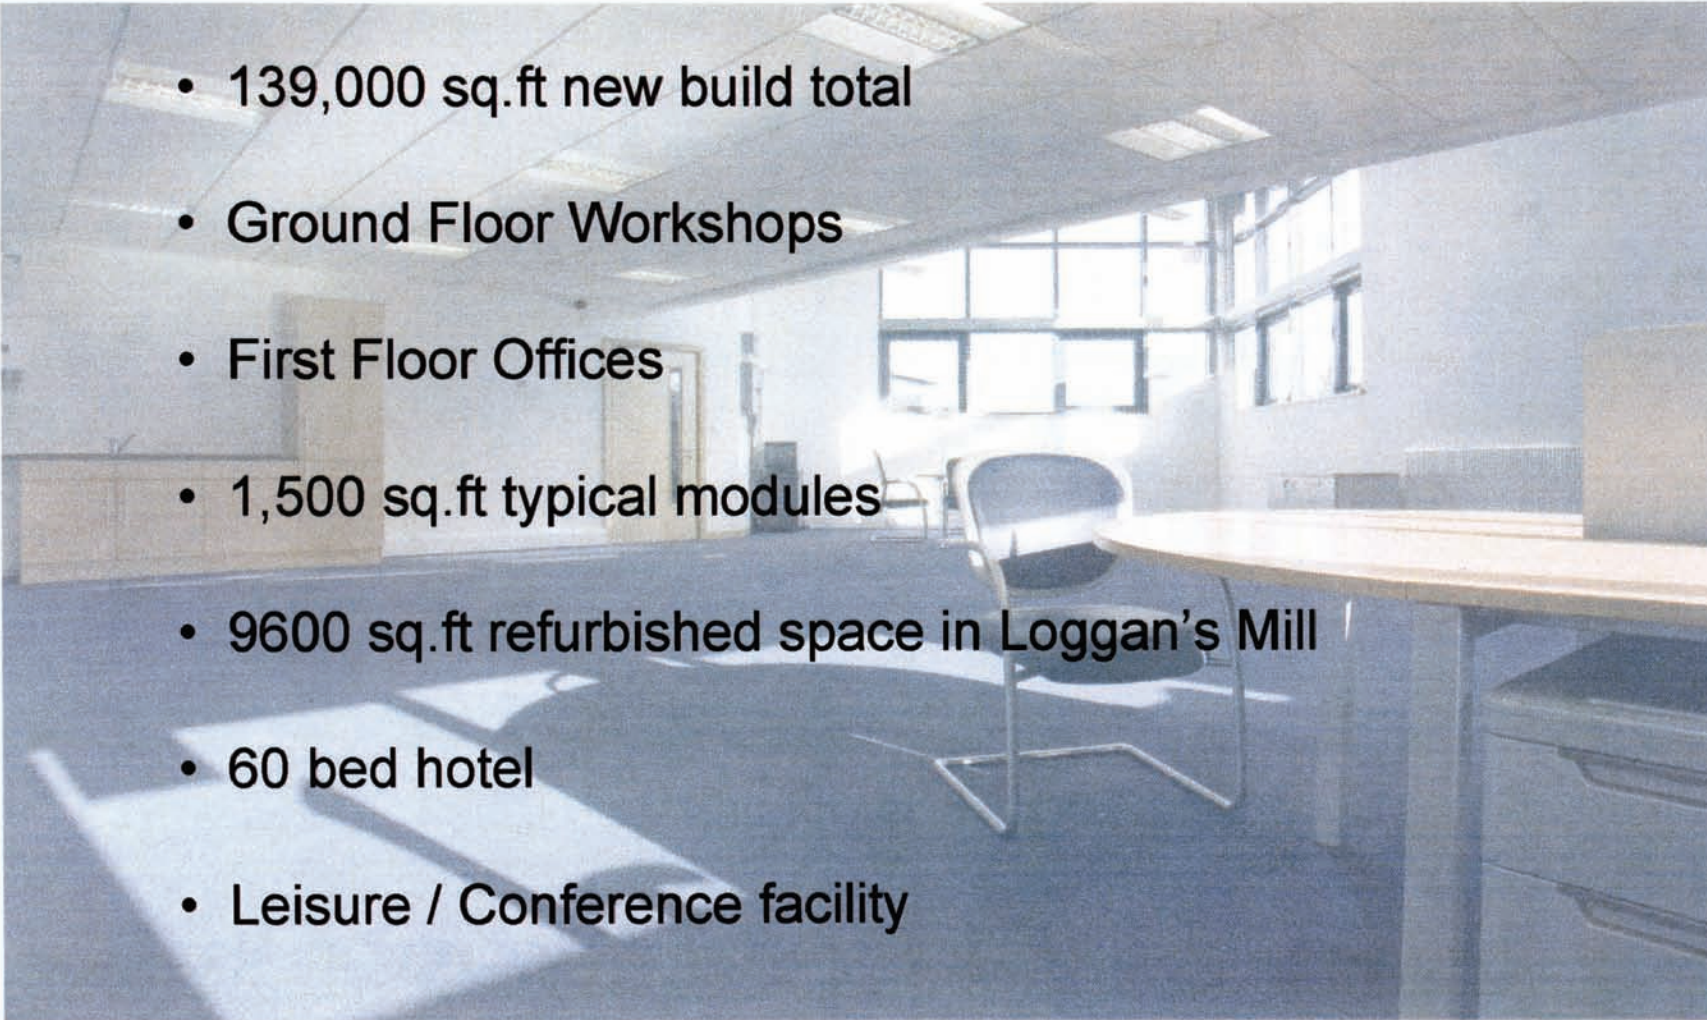 • 139,000 sq.ft new build total
• Ground Floor Workshops
• First Floor Offices
• 1,500 sq.ft typical modules
• 9600 sq.ft refurbished space in Loggan's Mill
• 60 bed hotel
• Leisure / Conference facility